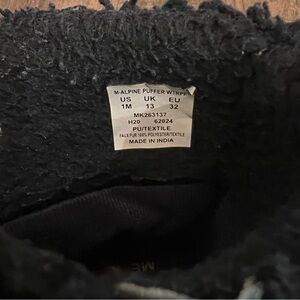 M-ALPINE PUFFER WTRPF
US UK EU
1M 13 32
MK263137
H20 62024
PU/TEXTILE
FAUX FUR 100% POLYESTER/TEXTILE
MADE IN INDIA